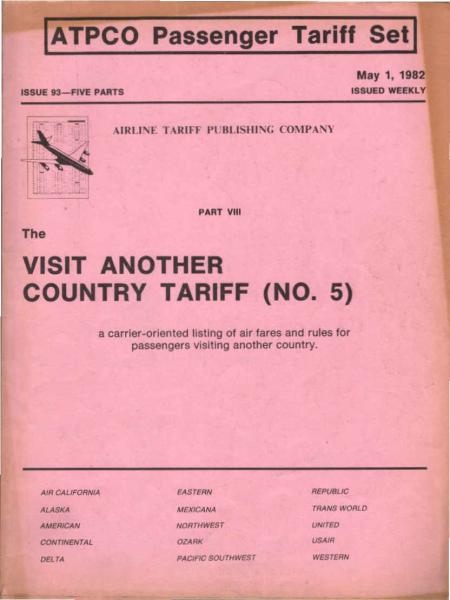 ATPCO Passenger Tariff Set
May 1, 1982
ISSUE 93—FIVE PARTS ISSUED WEEKLY
AIRLINE TARIFF PUBLISHING COMPANY
PART VIII
The
VISIT ANOTHER
COUNTRY TARIFF (NO. 5)
a carrier-oriented listing of air fares and rules for
passengers visiting another country.
AIR CALIFORNIA EASTERN REPUBLIC
ALASKA MEXICANA TRANS WORLD
AMERICAN NORTHWEST UNITED
CONTINENTAL OZARK USAIR
DELTA PACIFIC SOUTHWEST WESTERN